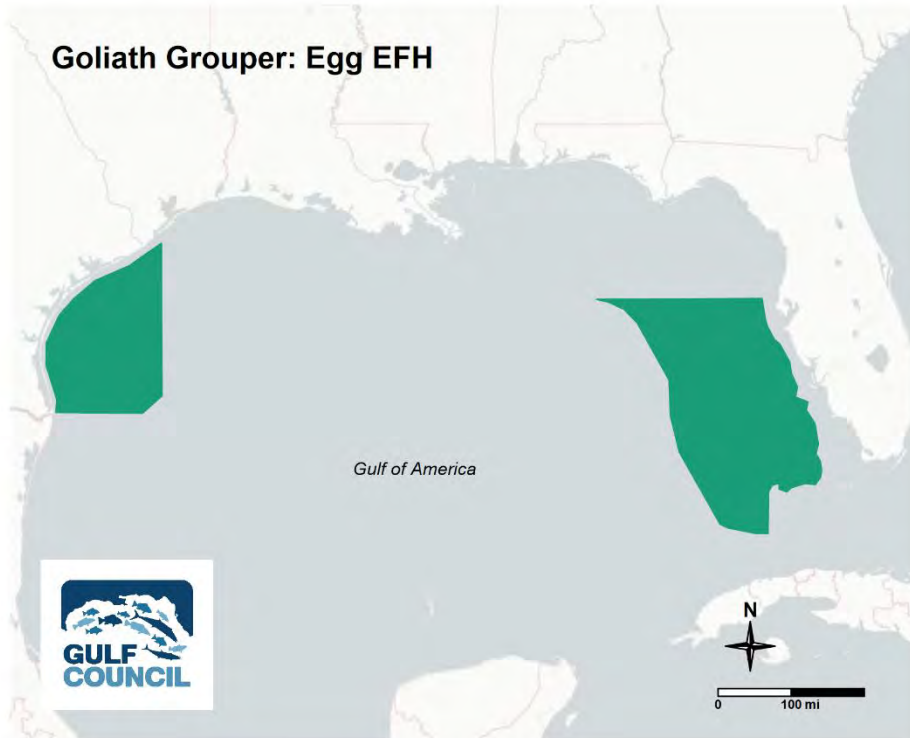 Goliath Grouper: Egg EFH
Gulf of America
GULF
COUNCIL
N
0 100 mi